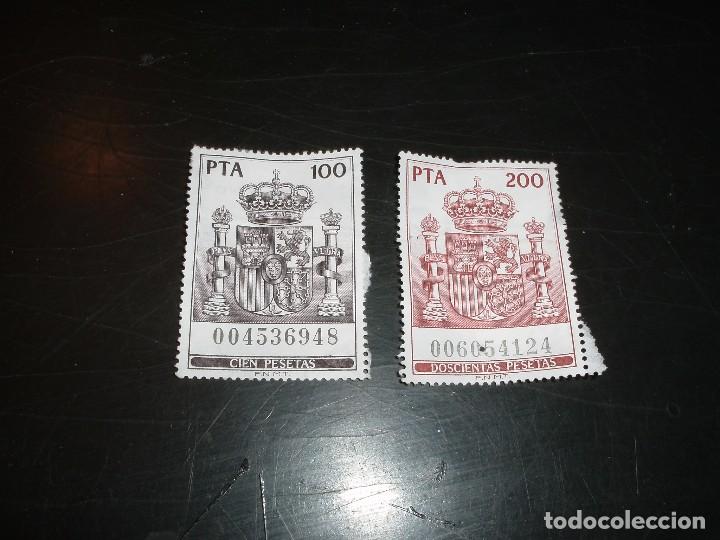 PTA 100
004536948
CIEN PESETAS
F.N.M.T.
PTA 200
006054124
DOSCIENTAS PESETAS
F.N.M.T.
todocoleccion